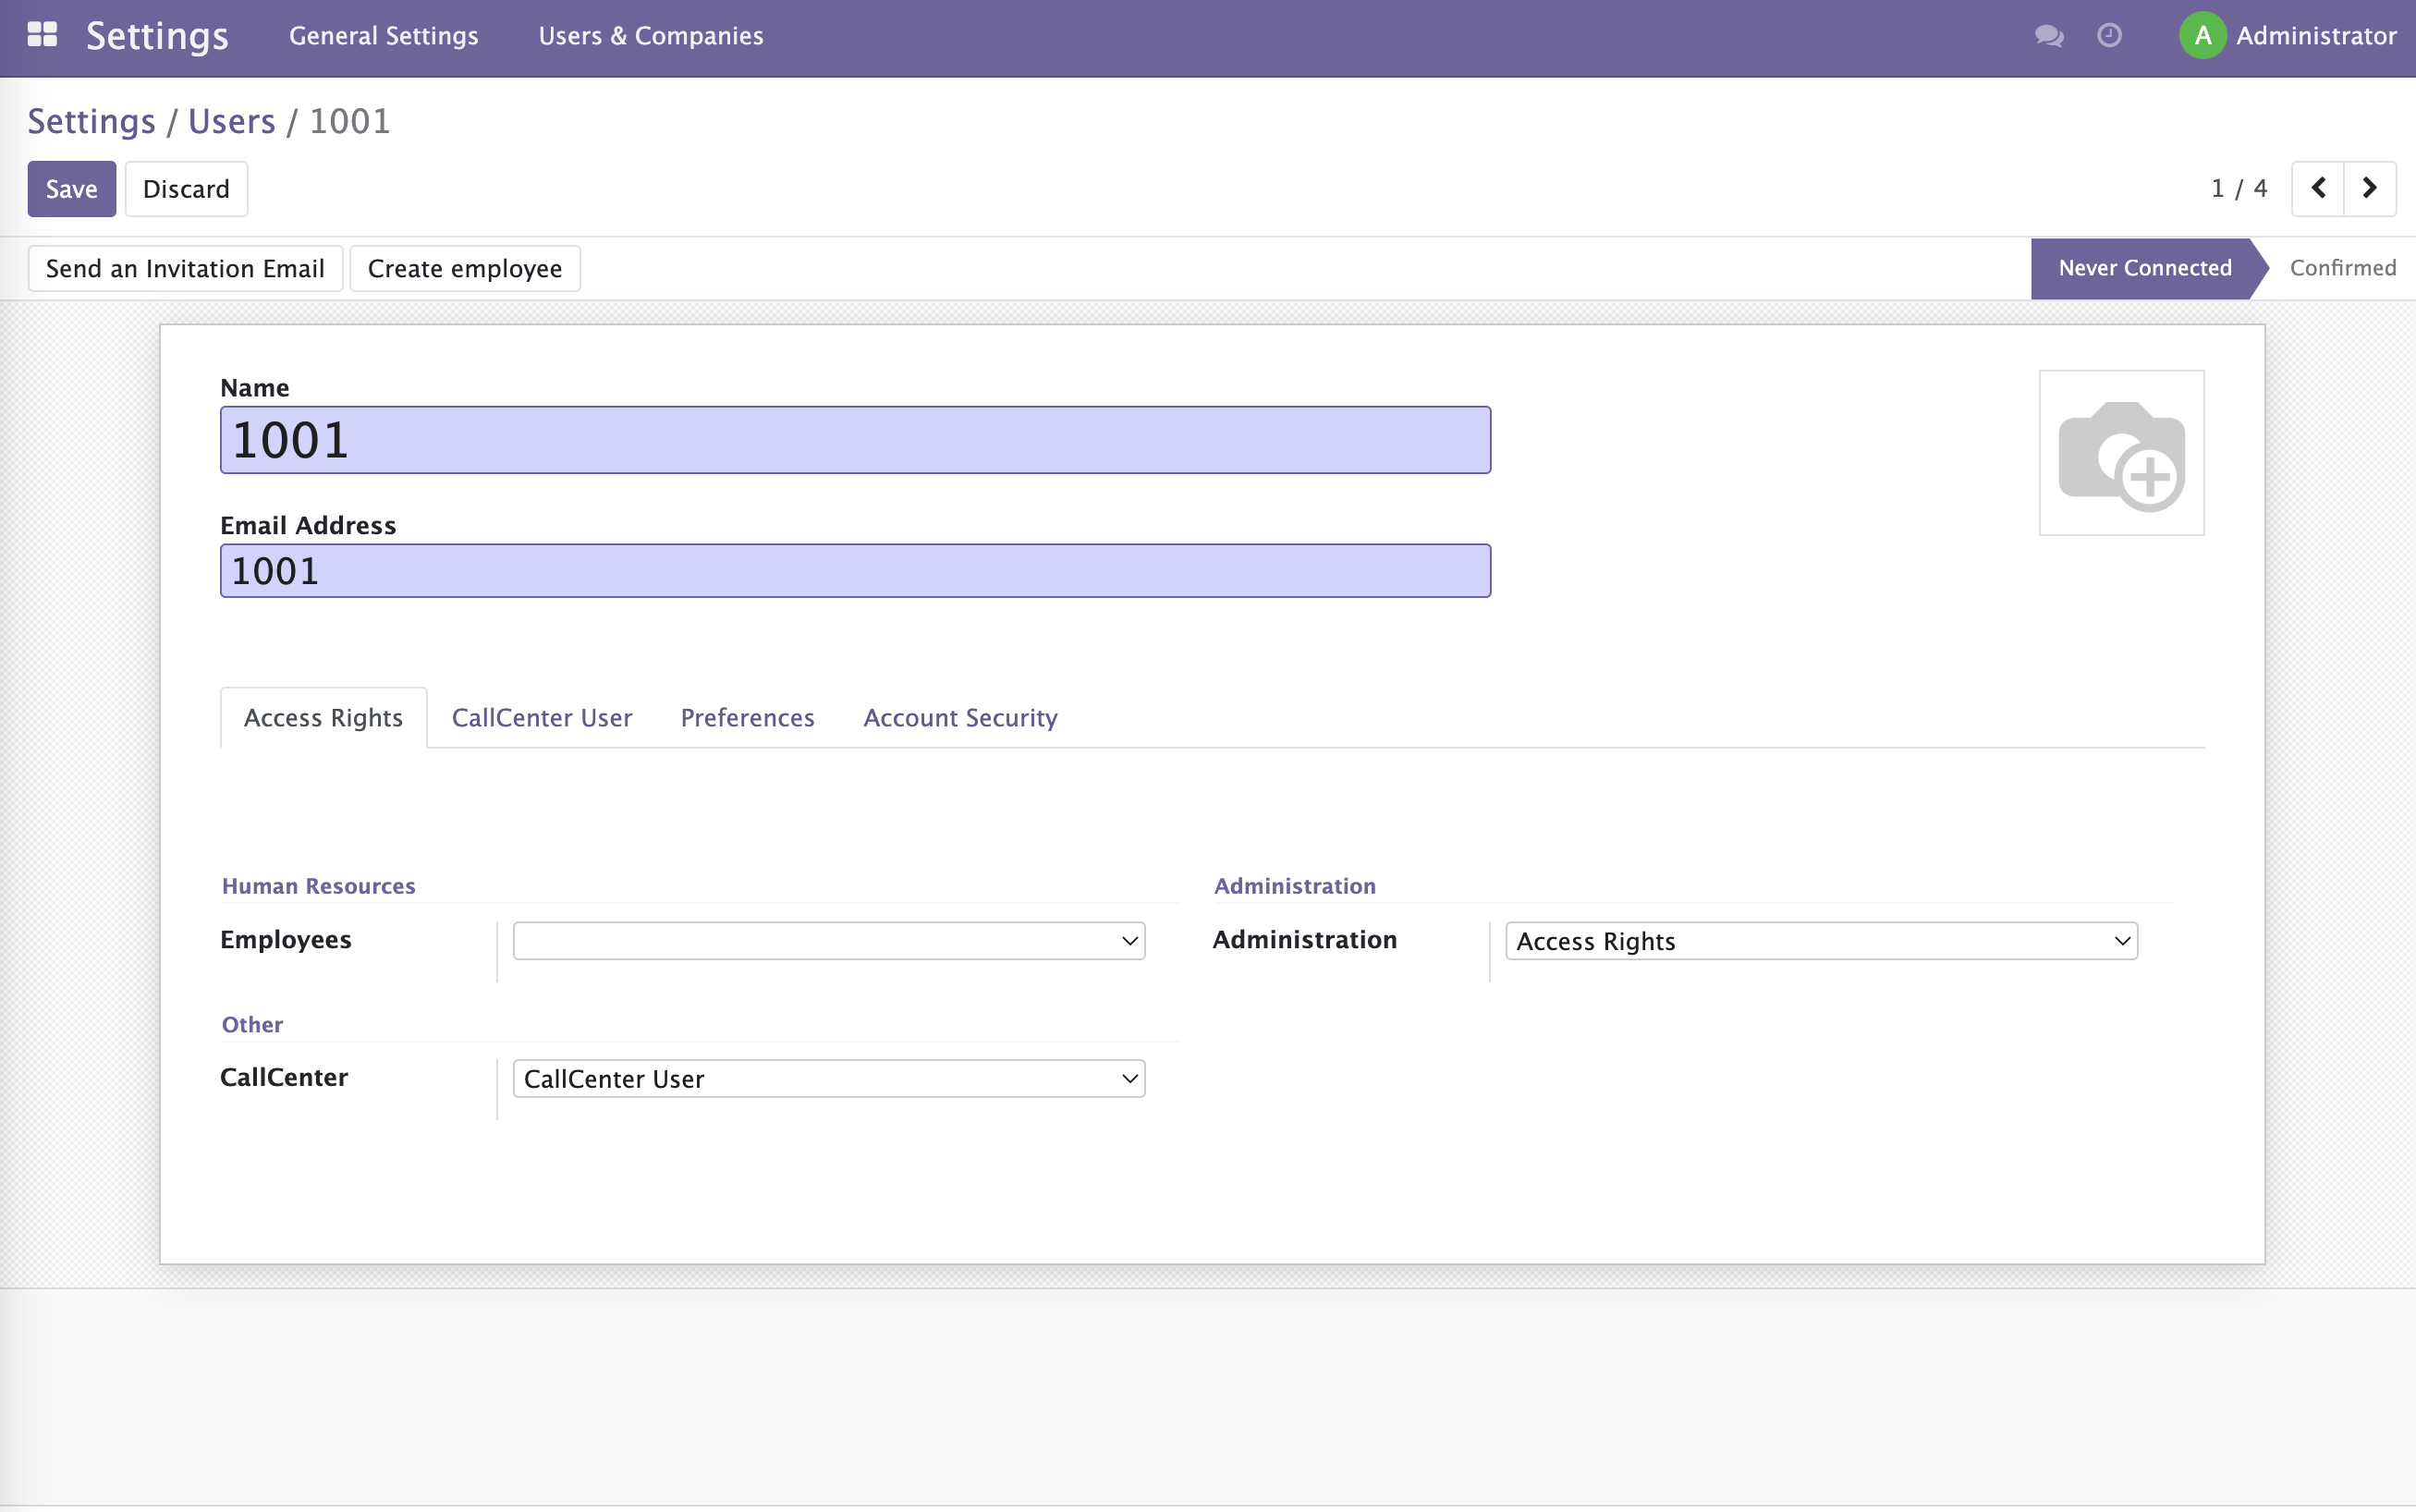 Settings General Settings Users & Companies A Administrator
Settings / Users / 1001
Save Discard 1 / 4
Send an Invitation Email Create employee Never Connected Confirmed
Name
1001
Email Address
1001
Access Rights CallCenter User Preferences Account Security
Human Resources Administration
Employees Administration Access Rights
Other
CallCenter CallCenter User